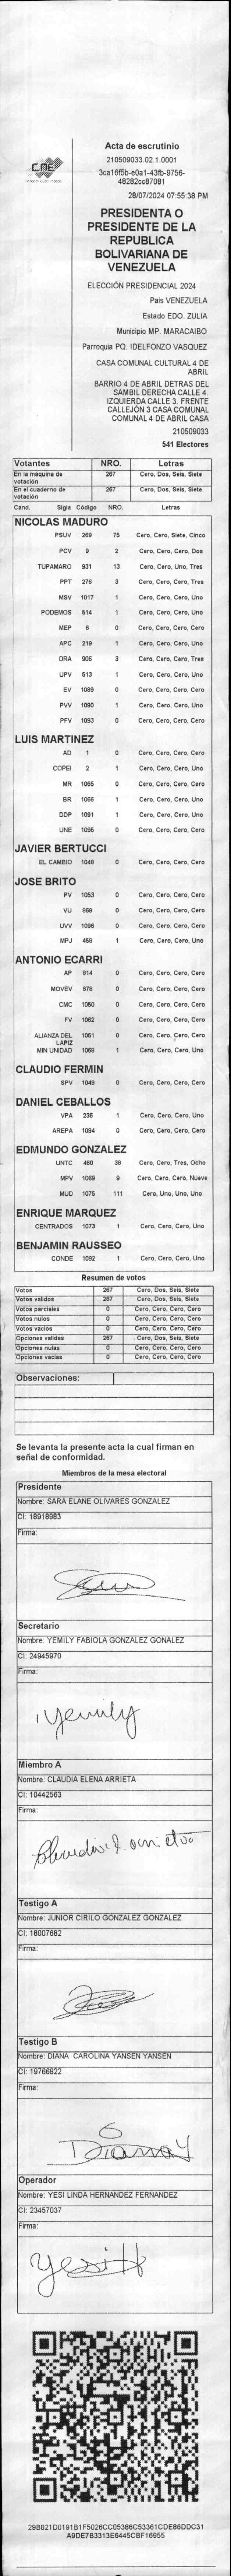 CNE
Acta de escrutinio
210509033.02.1.0001
3ca16f5b-e0a1-43fb-9756-
48282cc87081
28/07/2024 07:55:38 PM
PRESIDENTA O
PRESIDENTE DE LA
REPUBLICA
BOLIVARIANA DE
VENEZUELA
ELECCIÓN PRESIDENCIAL 2024
País VENEZUELA
Estado EDO. ZULIA
Municipio MP. MARACAIBO
Parroquia PQ. IDELFONZO VASQUEZ
CASA COMUNAL CULTURAL 4 DE
ABRIL
BARRIO 4 DE ABRIL DETRAS DEL
SAMBIL DERECHA CALLE 4.
IZQUIERDA CALLE 3. FRENTE
CALLEJÓN 3 CASA COMUNAL
COMUNAL 4 DE ABRIL CASA
210509033
541 Electores
Votantes NRO. Letras
En la máquina de votación 267 Cero, Dos, Seis, Siete
En el cuaderno de votación 267 Cero, Dos, Seis, Siete
Cand. Sigla Código NRO. Letras
NICOLAS MADURO
PSUV 269 75 Cero, Cero, Siete, Cinco
PCV 9 2 Cero, Cero, Cero, Dos
TUPAMARO 931 13 Cero, Cero, Uno, Tres
PPT 276 3 Cero, Cero, Cero, Tres
MSV 1017 1 Cero, Cero, Cero, Uno
PODEMOS 514 1 Cero, Cero, Cero, Uno
MEP 6 0 Cero, Cero, Cero, Cero
APC 219 1 Cero, Cero, Cero, Uno
ORA 906 3 Cero, Cero, Cero, Tres
UPV 513 1 Cero, Cero, Cero, Uno
EV 1089 0 Cero, Cero, Cero, Cero
PVV 1090 1 Cero, Cero, Cero, Uno
PFV 1093 0 Cero, Cero, Cero, Cero
LUIS MARTINEZ
AD 1 0 Cero, Cero, Cero, Cero
COPEI 2 1 Cero, Cero, Cero, Uno
MR 1065 0 Cero, Cero, Cero, Cero
BR 1066 1 Cero, Cero, Cero, Uno
DDP 1091 1 Cero, Cero, Cero, Uno
UNE 1095 0 Cero, Cero, Cero, Cero
JAVIER BERTUCCI
EL CAMBIO 1048 0 Cero, Cero, Cero, Cero
JOSE BRITO
PV 1053 0 Cero, Cero, Cero, Cero
VU 868 0 Cero, Cero, Cero, Cero
UVV 1096 0 Cero, Cero, Cero, Cero
MPJ 458 1 Cero, Cero, Cero, Uno
ANTONIO ECARRI
AP 814 0 Cero, Cero, Cero, Cero
MOVEV 878 0 Cero, Cero, Cero, Cero
CMC 1050 0 Cero, Cero, Cero, Cero
FV 1062 0 Cero, Cero, Cero, Cero
ALIANZA DEL LÁPIZ 1051 0 Cero, Cero, Cero, Cero
MIN UNIDAD 1069 1 Cero, Cero, Cero, Uno
CLAUDIO FERMIN
SPV 1049 0 Cero, Cero, Cero, Cero
DANIEL CEBALLOS
VPA 236 1 Cero, Cero, Cero, Uno
AREPA 1094 0 Cero, Cero, Cero, Cero
EDMUNDO GONZALEZ
UNTC 480 38 Cero, Cero, Tres, Ocho
MPV 1069 9 Cero, Cero, Cero, Nueve
MUD 1075 111 Cero, Uno, Uno, Uno
ENRIQUE MARQUEZ
CENTRADOS 1073 1 Cero, Cero, Cero, Uno
BENJAMIN RAUSSEO
CONDE 1092 1 Cero, Cero, Cero, Uno
Resumen de votos
Votos 267 Cero, Dos, Seis, Siete
Votos validos 267 Cero, Dos, Seis, Siete
Votos parciales 0 Cero, Cero, Cero, Cero
Votos nulos 0 Cero, Cero, Cero, Cero
Votos vacios 0 Cero, Cero, Cero, Cero
Opciones validas 267 Cero, Dos, Seis, Siete
Opciones nulas 0 Cero, Cero, Cero, Cero
Opciones vacias 0 Cero, Cero, Cero, Cero
Observaciones:
Se levanta la presente acta la cual firman en
señal de conformidad.
Miembros de la mesa electoral
Presidente
Nombre: SARA ELANE OLIVARES GONZALEZ
CI: 18918983
Firma:
Secretario
Nombre: YEMILY FABIOLA GONZALEZ GONALEZ
CI: 24945970
Firma:
Yemily
Miembro A
Nombre: CLAUDIA ELENA ARRIETA
CI: 10442563
Firma:
Testigo A
Nombre: JUNIOR CIRILO GONZALEZ GONZALEZ
CI: 18007682
Firma:
Testigo B
Nombre: DIANA CAROLINA YANSEN YANSEN
CI: 19766822
Firma:
Diana Y
Operador
Nombre: YESI LINDA HERNANDEZ FERNANDEZ
CI: 23457037
Firma:
Yesi H
29B021D0191B1F5026CC05386C53361CDE86DDC31
A9DE7B3313E6445CBF16955